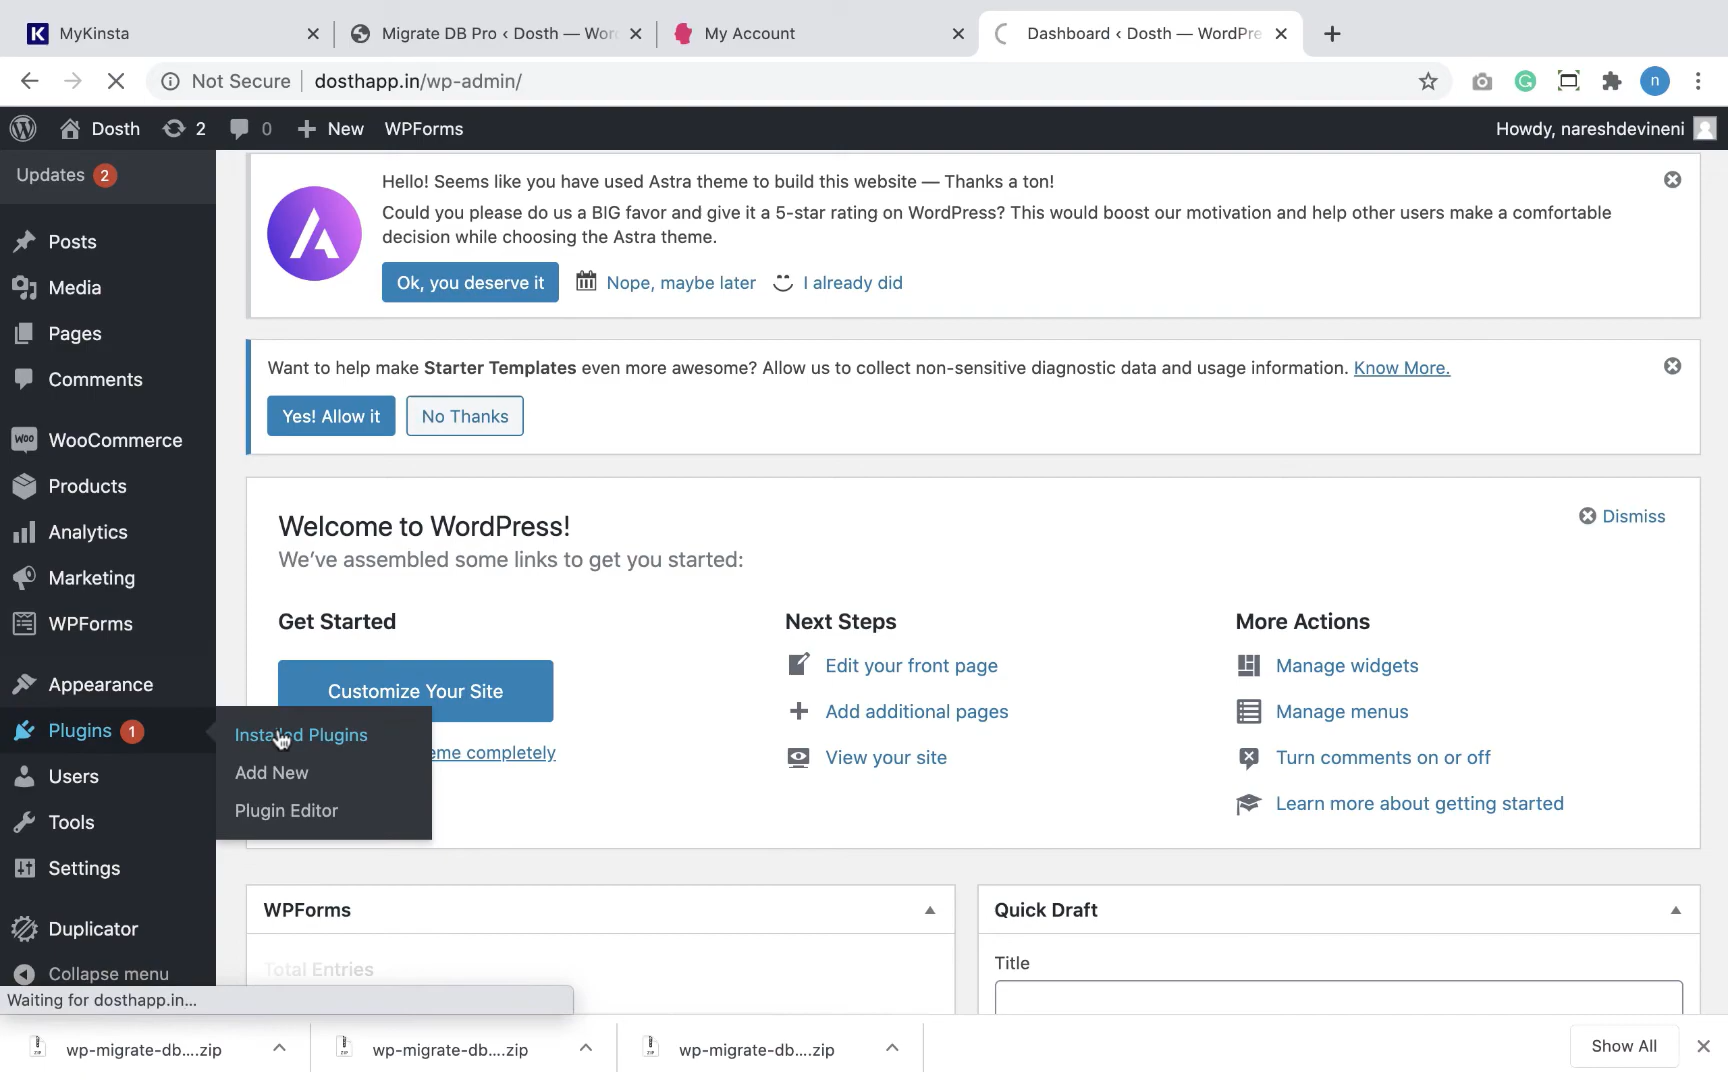 MyKinsta
Migrate DB Pro ‹ Dosth — Wor
My Account
Dashboard ‹ Dosth — WordPre
Not Secure
dosthapp.in/wp-admin/
n
Dosth
2
0
New
WPForms
Howdy, nareshdevineni
Updates 2
Posts
Media
Pages
Comments
WooCommerce
Products
Analytics
Marketing
WPForms
Appearance
Plugins 1
Users
Tools
Settings
Duplicator
Collapse menu
Installed Plugins
Add New
Plugin Editor
Hello! Seems like you have used Astra theme to build this website — Thanks a ton!
Could you please do us a BIG favor and give it a 5-star rating on WordPress? This would boost our motivation and help other users make a comfortable
decision while choosing the Astra theme.
Ok, you deserve it
Nope, maybe later
I already did
Want to help make Starter Templates even more awesome? Allow us to collect non-sensitive diagnostic data and usage information. Know More.
Yes! Allow it
No Thanks
Welcome to WordPress!
Dismiss
We've assembled some links to get you started:
Get Started
Customize Your Site
eme completely
Next Steps
Edit your front page
Add additional pages
View your site
More Actions
Manage widgets
Manage menus
Turn comments on or off
Learn more about getting started
WPForms
Total Entries
Quick Draft
Title
Waiting for dosthapp.in...
wp-migrate-db....zip
wp-migrate-db....zip
wp-migrate-db....zip
Show All